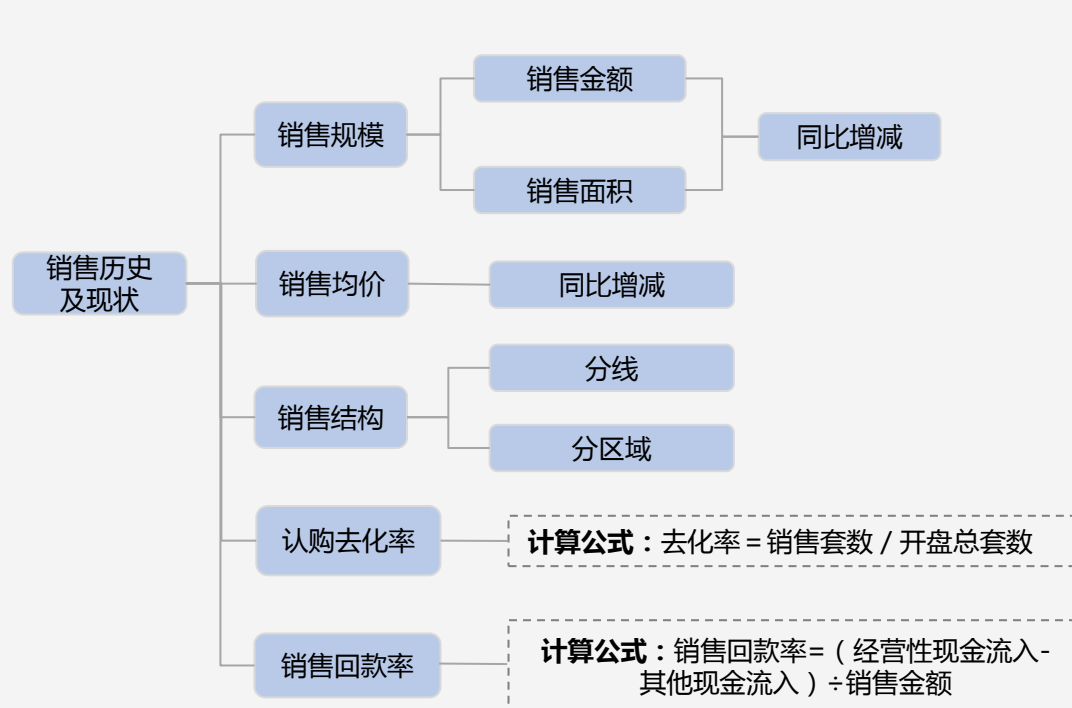 销售金额
销售规模
同比增减
销售面积
销售历史
及现状
销售均价
同比增减
分线
销售结构
分区域
认购去化率
计算公式：去化率=销售套数 / 开盘总套数
销售回款率
计算公式：销售回款率=（经营性现金流入-
其他现金流入）÷销售金额